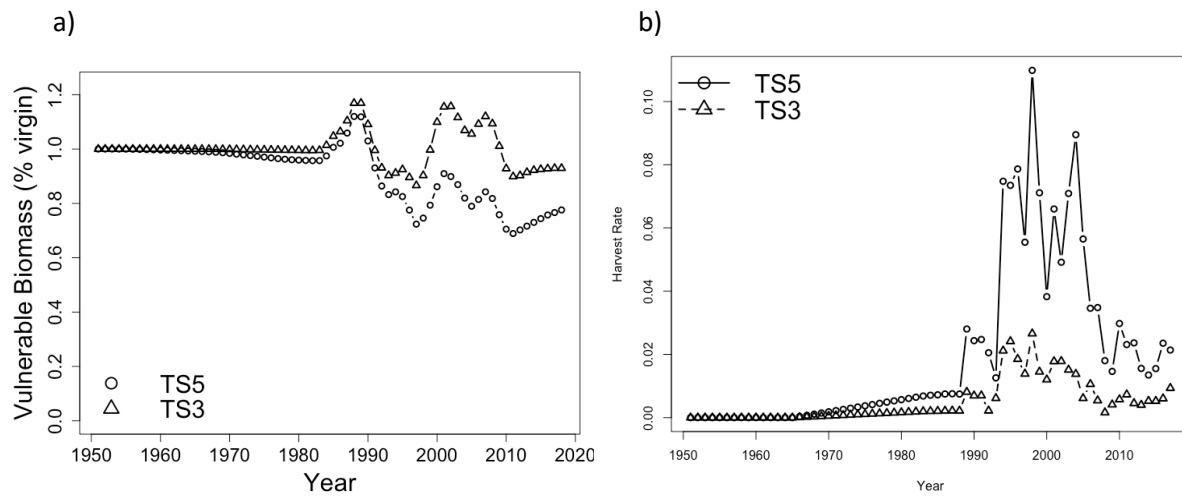 a)
Vulnerable Biomass (% virgin)
0.0 0.2 0.4 0.6 0.8 1.0 1.2
TS5
TS3
1950 1960 1970 1980 1990 2000 2010 2020
Year
b)
Harvest Rate
0.00 0.02 0.04 0.06 0.08 0.10
TS5
TS3
1950 1960 1970 1980 1990 2000 2010
Year